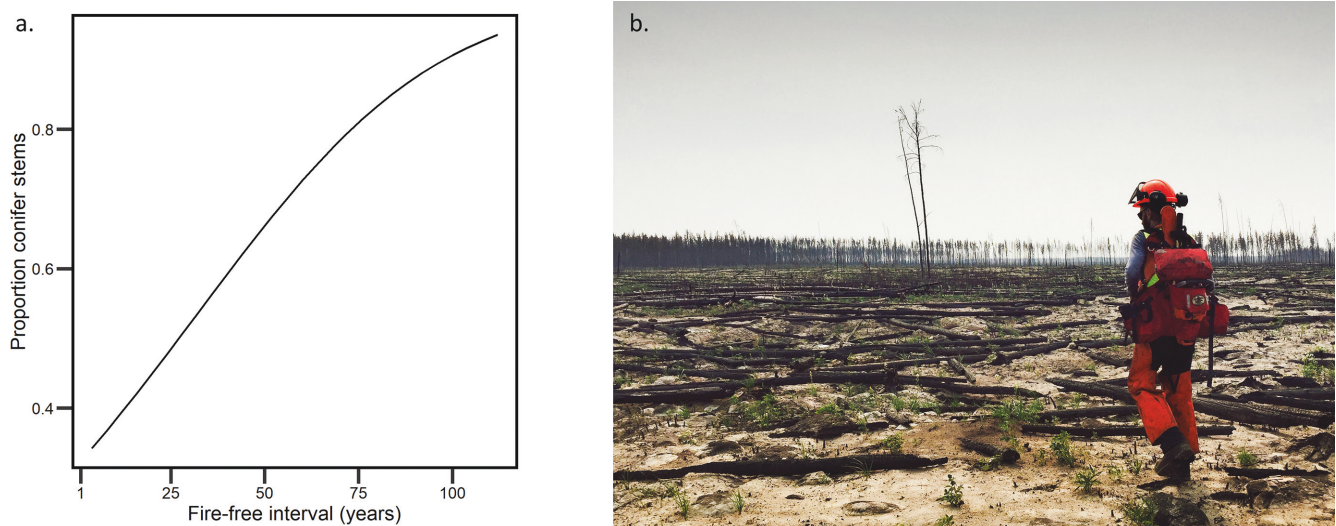 a.
Proportion conifer stems
0.8
0.6
0.4
1 25 50 75 100
Fire-free interval (years)
b.